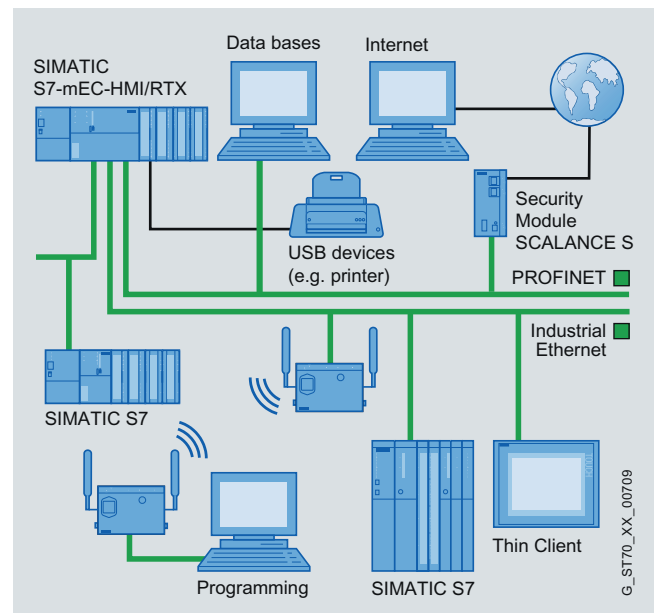 SIMATIC
S7-mEC-HMI/RTX
Data bases
Internet
USB devices
(e.g. printer)
Security
Module
SCALANCE S
PROFINET
Industrial
Ethernet
SIMATIC S7
Programming
SIMATIC S7
Thin Client
G_ST70_XX_00709